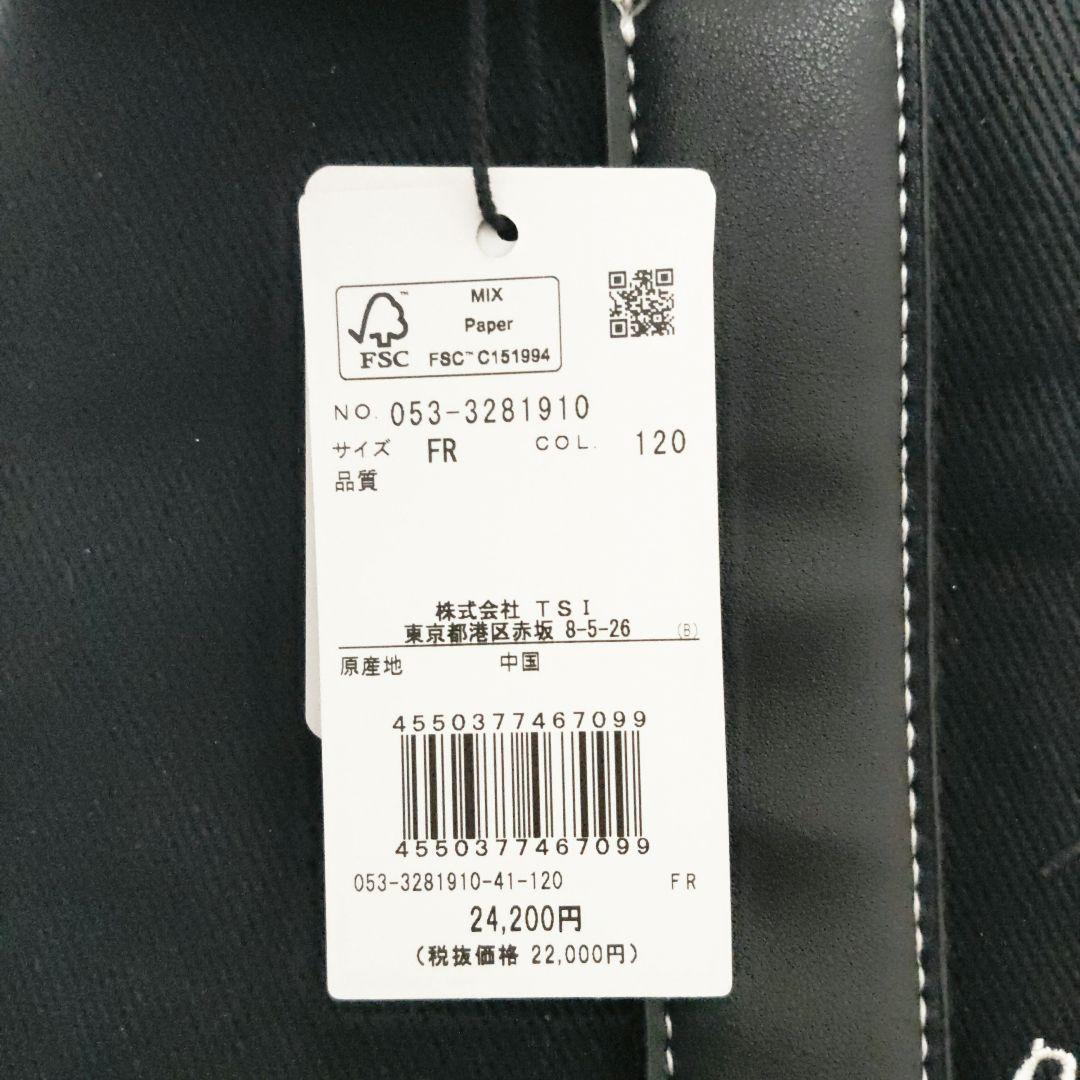 MIX
Paper
FSC™ C151994
FSC
NO. 053-3281910
サイズ FR COL. 120
品質
株式会社 TSI
東京都港区赤坂 8-5-26 (B)
原産地 中国
4550377467099
4550377467099
053-3281910-41-120 FR
24,200円
(税抜価格 22,000円)